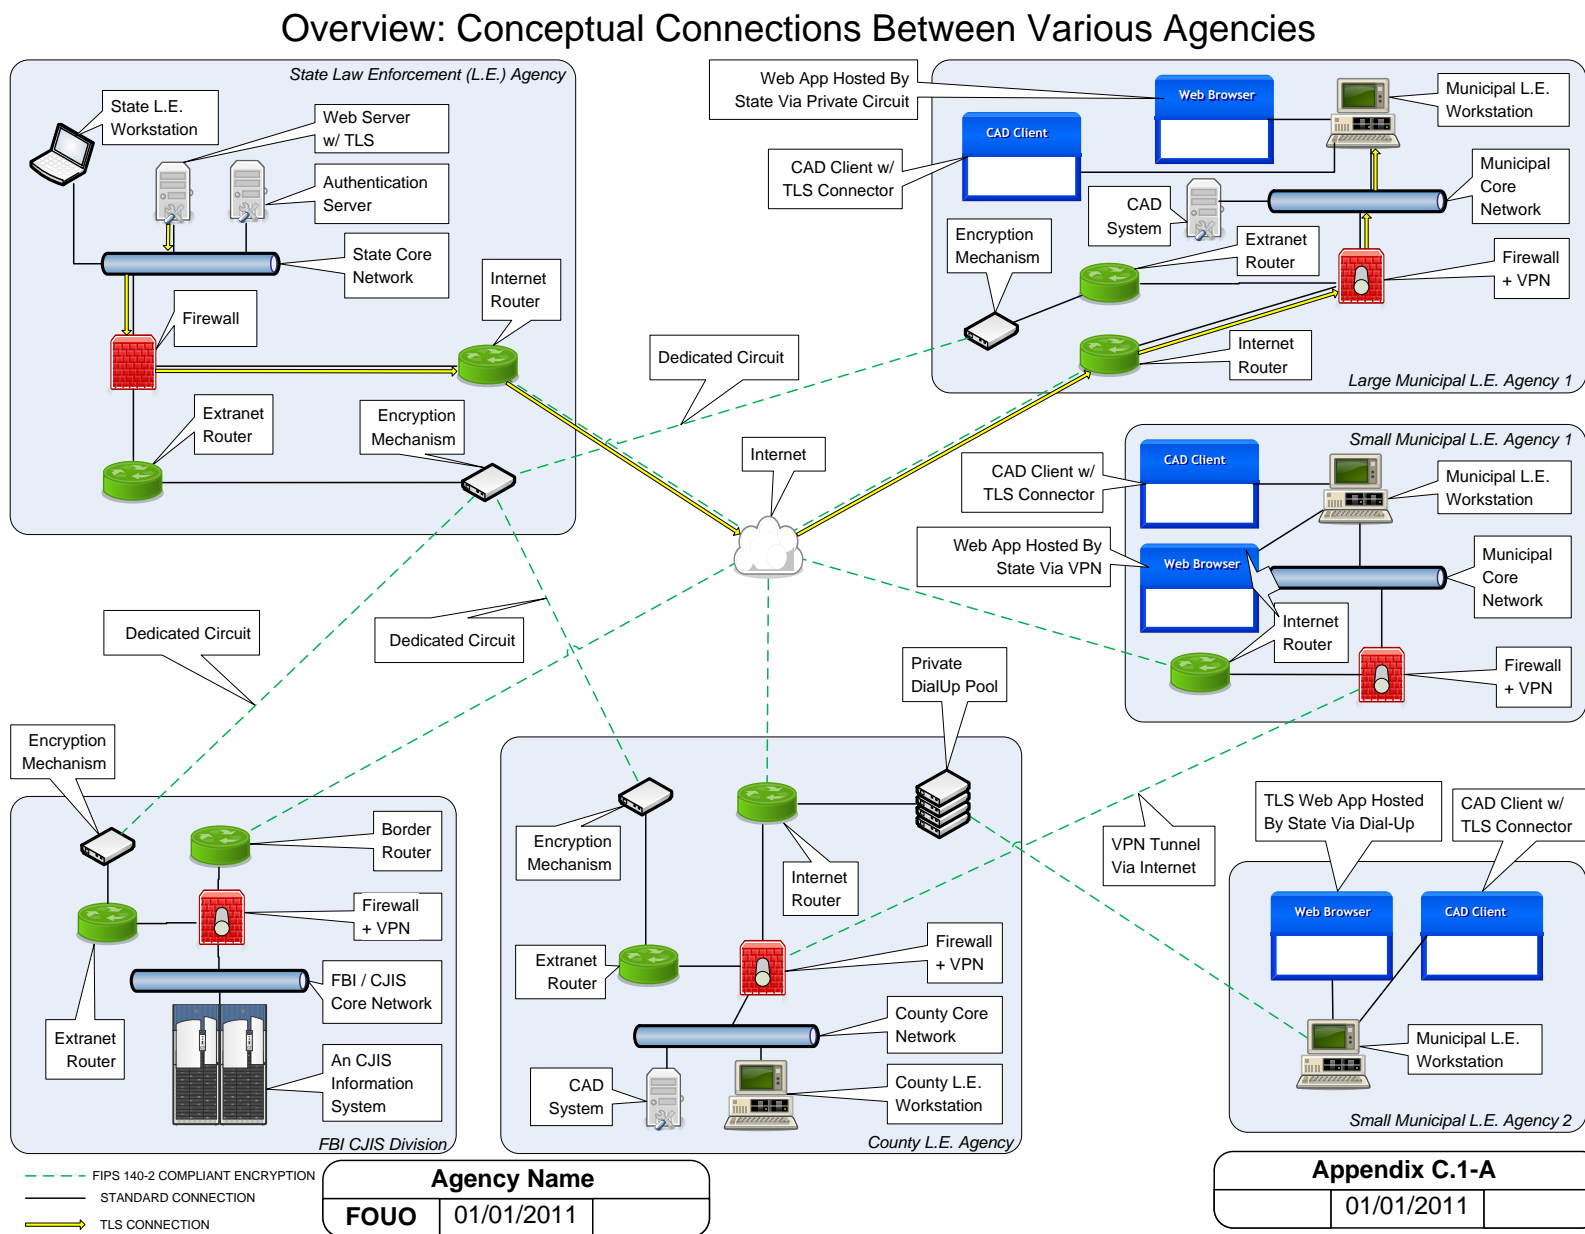 Overview: Conceptual Connections Between Various Agencies
State Law Enforcement (L.E.) Agency
State L.E.
Workstation
Web Server
w/ TLS
Authentication
Server
State Core
Network
Internet
Router
Firewall
Extranet
Router
Encryption
Mechanism
Dedicated Circuit
Internet
Web App Hosted By
State Via Private Circuit
Web Browser
CAD Client
CAD Client w/
TLS Connector
Municipal L.E.
Workstation
Municipal
Core
Network
CAD
System
Encryption
Mechanism
Extranet
Router
Firewall
+ VPN
Internet
Router
Large Municipal L.E. Agency 1
Small Municipal L.E. Agency 1
CAD Client
CAD Client w/
TLS Connector
Municipal L.E.
Workstation
Web App Hosted By
State Via VPN
Web Browser
Municipal
Core
Network
Internet
Router
Firewall
+ VPN
Dedicated Circuit
Dedicated Circuit
Private
DialUp Pool
Encryption
Mechanism
Border
Router
Firewall
+ VPN
FBI / CJIS
Core Network
Extranet
Router
An CJIS
Information
System
FBI CJIS Division
Encryption
Mechanism
Internet
Router
Extranet
Router
Firewall
+ VPN
County Core
Network
CAD
System
County L.E.
Workstation
County L.E. Agency
VPN Tunnel
Via Internet
TLS Web App Hosted
By State Via Dial-Up
CAD Client w/
TLS Connector
Web Browser
CAD Client
Municipal L.E.
Workstation
Small Municipal L.E. Agency 2
FIPS 140-2 COMPLIANT ENCRYPTION
STANDARD CONNECTION
TLS CONNECTION
Agency Name
FOUO 01/01/2011
Appendix C.1-A
01/01/2011